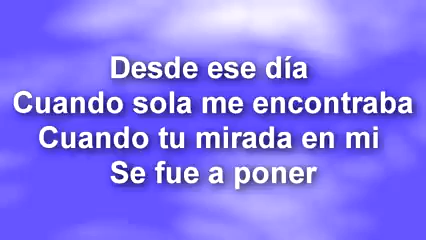 Desde ese día
Cuando sola me encontraba
Cuando tu mirada en mi
Se fue a poner